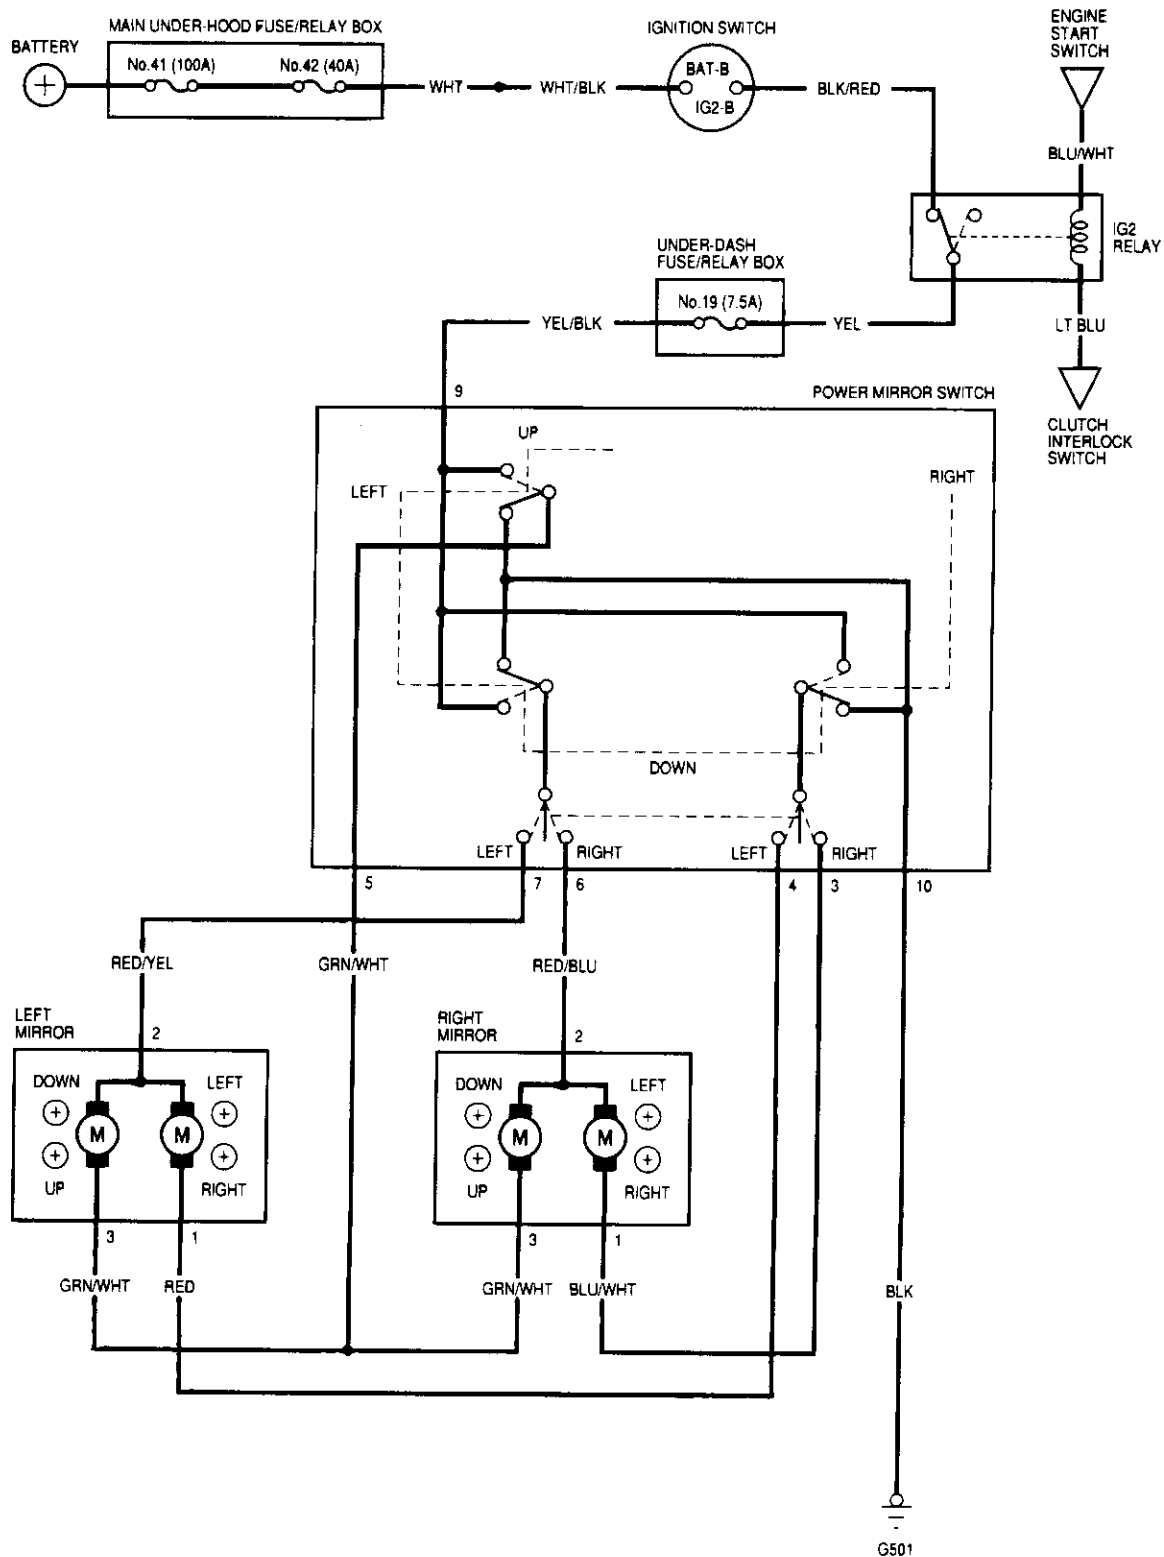 MAIN UNDER-HOOD FUSE/RELAY BOX
BATTERY
No.41 (100A)
No.42 (40A)
WHT
WHT/BLK
IGNITION SWITCH
BAT-B
IG2-B
BLK/RED
ENGINE
START
SWITCH
BLU/WHT
IG2
RELAY
LT BLU
CLUTCH
INTERLOCK
SWITCH
UNDER-DASH
FUSE/RELAY BOX
No.19 (7.5A)
YEL/BLK
YEL
9
POWER MIRROR SWITCH
UP
LEFT
RIGHT
DOWN
LEFT
RIGHT
LEFT
RIGHT
5
7
6
4
3
10
RED/YEL
GRN/WHT
RED/BLU
LEFT
MIRROR
2
DOWN
LEFT
M
M
UP
RIGHT
3
1
GRN/WHT
RED
RIGHT
MIRROR
2
DOWN
LEFT
M
M
UP
RIGHT
3
1
GRN/WHT
BLU/WHT
BLK
G501